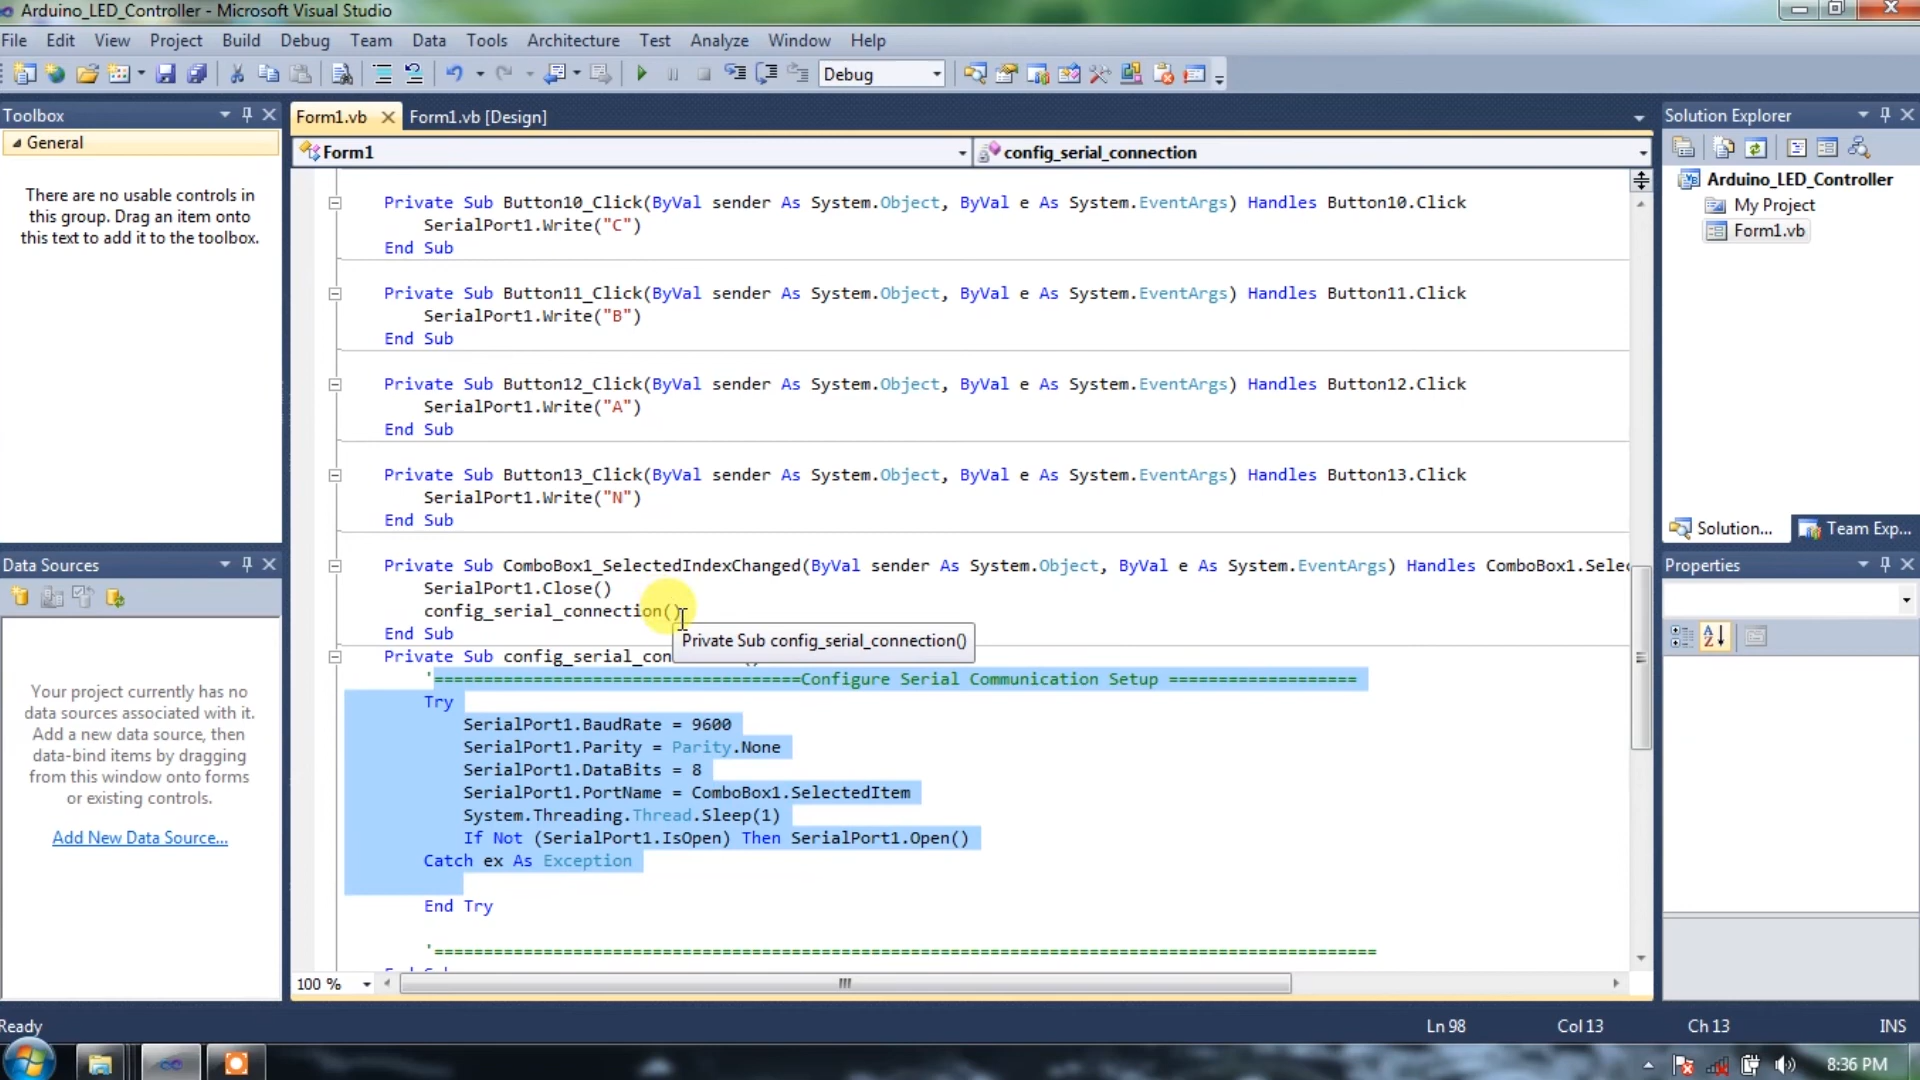 Arduino_LED_Controller - Microsoft Visual Studio
File Edit View Project Build Debug Team Data Tools Architecture Test Analyze Window Help
Debug
Toolbox
General
There are no usable controls in
this group. Drag an item onto
this text to add it to the toolbox.
Data Sources
Your project currently has no
data sources associated with it.
Add a new data source, then
data-bind items by dragging
from this window onto forms
or existing controls.
Add New Data Source...
Form1.vb Form1.vb [Design]
Form1 config_serial_connection
Private Sub Button10_Click(ByVal sender As System.Object, ByVal e As System.EventArgs) Handles Button10.Click
SerialPort1.Write("C")
End Sub
Private Sub Button11_Click(ByVal sender As System.Object, ByVal e As System.EventArgs) Handles Button11.Click
SerialPort1.Write("B")
End Sub
Private Sub Button12_Click(ByVal sender As System.Object, ByVal e As System.EventArgs) Handles Button12.Click
SerialPort1.Write("A")
End Sub
Private Sub Button13_Click(ByVal sender As System.Object, ByVal e As System.EventArgs) Handles Button13.Click
SerialPort1.Write("N")
End Sub
Private Sub ComboBox1_SelectedIndexChanged(ByVal sender As System.Object, ByVal e As System.EventArgs) Handles ComboBox1.Selec
SerialPort1.Close()
config_serial_connection()
End Sub
Private Sub config_serial_connection()
Private Sub config_serial_con
'=====================================Configure Serial Communication Setup ===================
Try
SerialPort1.BaudRate = 9600
SerialPort1.Parity = Parity.None
SerialPort1.DataBits = 8
SerialPort1.PortName = ComboBox1.SelectedItem
System.Threading.Thread.Sleep(1)
If Not (SerialPort1.IsOpen) Then SerialPort1.Open()
Catch ex As Exception
End Try
'===============================================================================================
100 %
Solution Explorer
Arduino_LED_Controller
My Project
Form1.vb
Solution... Team Exp...
Properties
Ready Ln 98 Col 13 Ch 13 INS
8:36 PM